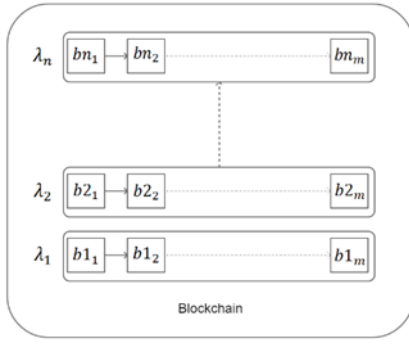 λₙ bn₁ bn₂ bnₘ
λ₂ b2₁ b2₂ b2ₘ
λ₁ b1₁ b1₂ b1ₘ
Blockchain